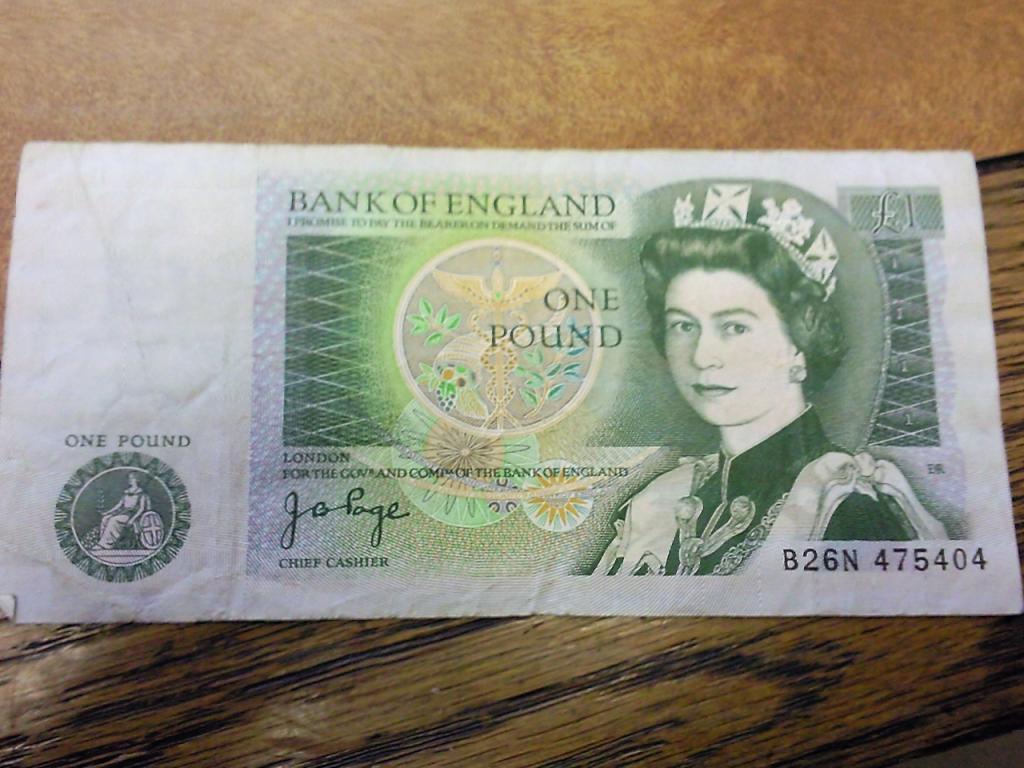 BANK OF ENGLAND
I PROMISE TO PAY THE BEARER ON DEMAND THE SUM OF
£1
ONE
POUND
ONE POUND
LONDON
FOR THE GOVR AND COMPA OF THE BANK OF ENGLAND
J B Page
CHIEF CASHIER
ER
B26N 475404